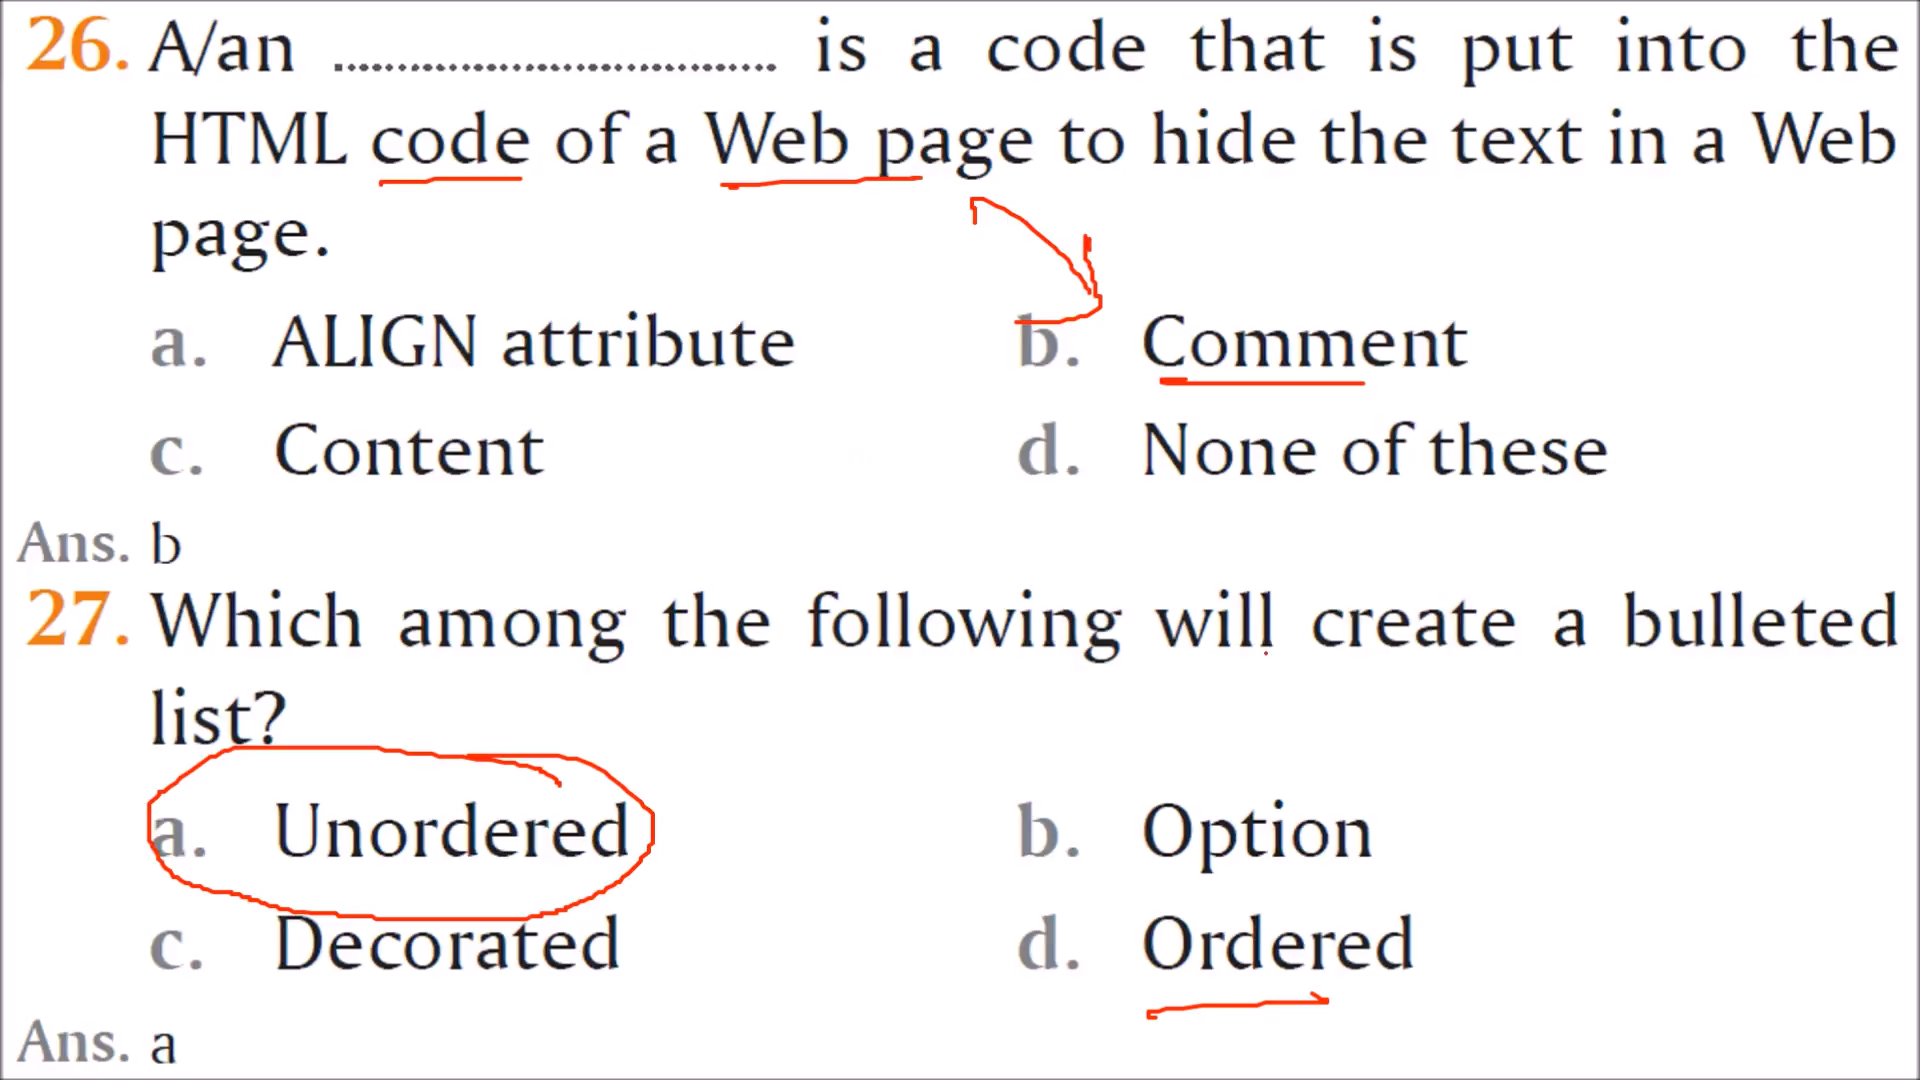 26. A/an ........................................ is a code that is put into the
HTML code of a Web page to hide the text in a Web
page.
a. ALIGN attribute b. Comment
c. Content d. None of these
Ans. b
27. Which among the following will create a bulleted
list?
a. Unordered b. Option
c. Decorated d. Ordered
Ans. a